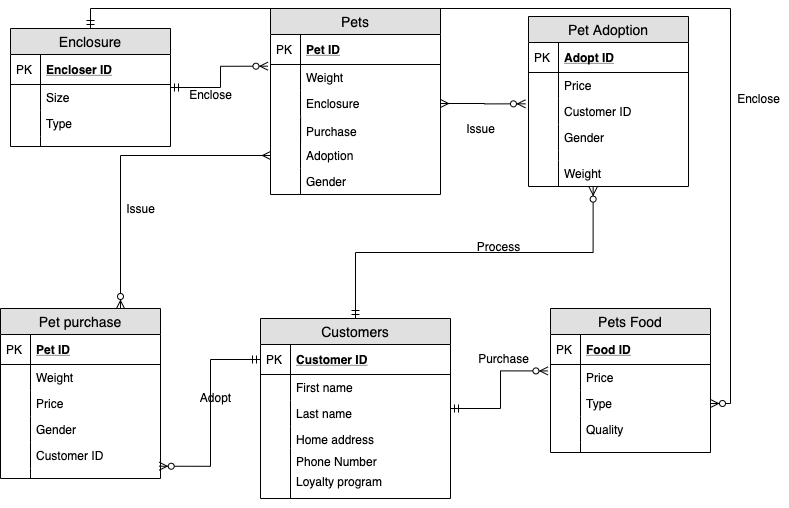 Enclosure
PK Encloser ID
Size
Type
Enclose
Pets
PK Pet ID
Weight
Enclosure
Purchase
Adoption
Gender
Issue
Pet Adoption
PK Adopt ID
Price
Customer ID
Gender
Weight
Enclose
Issue
Process
Pet purchase
PK Pet ID
Weight
Price
Gender
Customer ID
Adopt
Customers
PK Customer ID
First name
Last name
Home address
Phone Number
Loyalty program
Purchase
Pets Food
PK Food ID
Price
Type
Quality